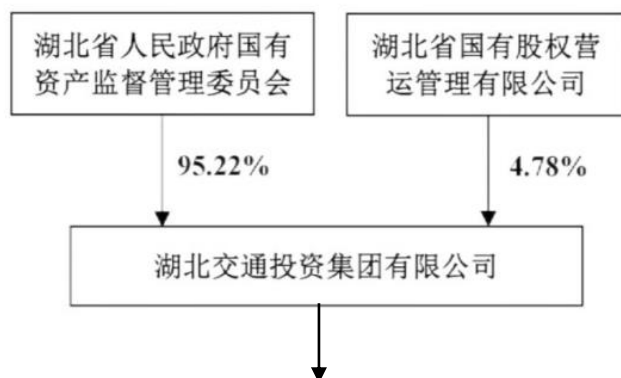 湖北省人民政府国有
资产监督管理委员会
湖北省国有股权营
运管理有限公司
95.22%
4.78%
湖北交通投资集团有限公司